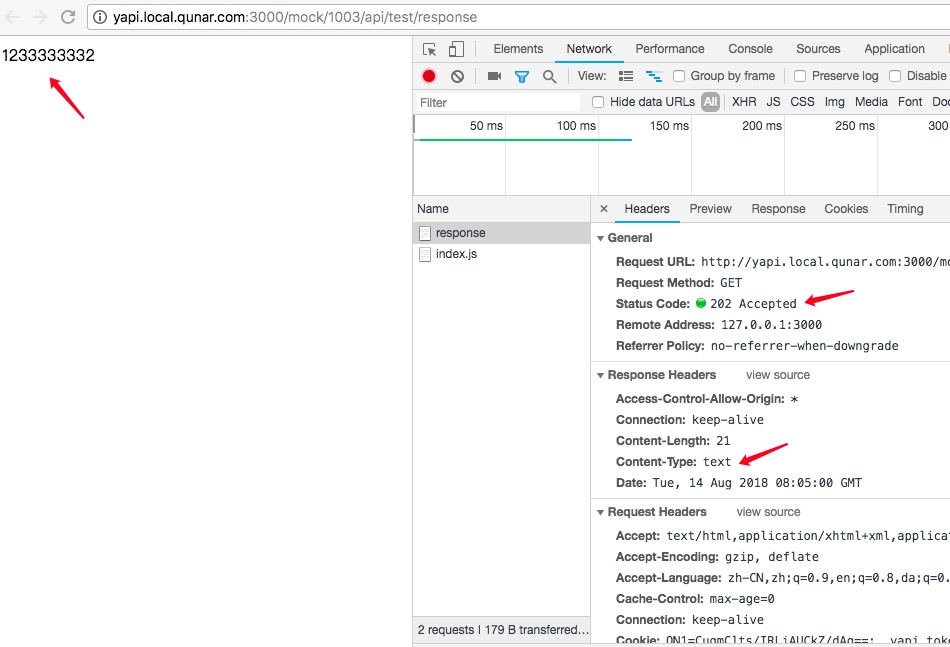 yapi.local.qunar.com:3000/mock/1003/api/test/response
1233333332
Elements Network Performance Console Sources Application
View: Group by frame Preserve log Disable
Filter Hide data URLs All XHR JS CSS Img Media Font Doc
50 ms 100 ms 150 ms 200 ms 250 ms 300
Name
response
index.js
2 requests | 179 B transferred...
× Headers Preview Response Cookies Timing
General
Request URL: http://yapi.local.qunar.com:3000/mo
Request Method: GET
Status Code: 202 Accepted
Remote Address: 127.0.0.1:3000
Referrer Policy: no-referrer-when-downgrade
Response Headers view source
Access-Control-Allow-Origin: *
Connection: keep-alive
Content-Length: 21
Content-Type: text
Date: Tue, 14 Aug 2018 08:05:00 GMT
Request Headers view source
Accept: text/html,application/xhtml+xml,applicat
Accept-Encoding: gzip, deflate
Accept-Language: zh-CN,zh;q=0.9,en;q=0.8,da;q=0.
Cache-Control: max-age=0
Connection: keep-alive
Cookie: